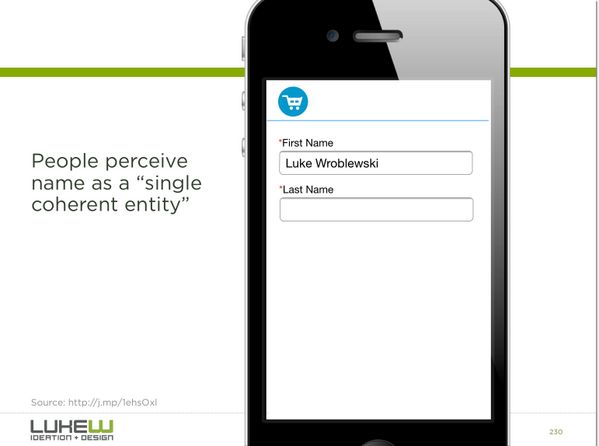 People perceive
name as a “single
coherent entity”
*First Name
Luke Wroblewski
*Last Name
Source: http://j.mp/1ehsOxl
LUKEW
IDEATION + DESIGN
230